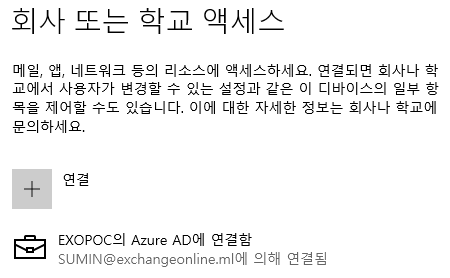 회사 또는 학교 액세스
메일, 앱, 네트워크 등의 리소스에 액세스하세요. 연결되면 회사나 학
교에서 사용자가 변경할 수 있는 설정과 같은 이 디바이스의 일부 항
목을 제어할 수도 있습니다. 이에 대한 자세한 정보는 회사나 학교에
문의하세요.
연결
EXOPOC의 Azure AD에 연결함
SUMIN@exchangeonline.ml에 의해 연결됨